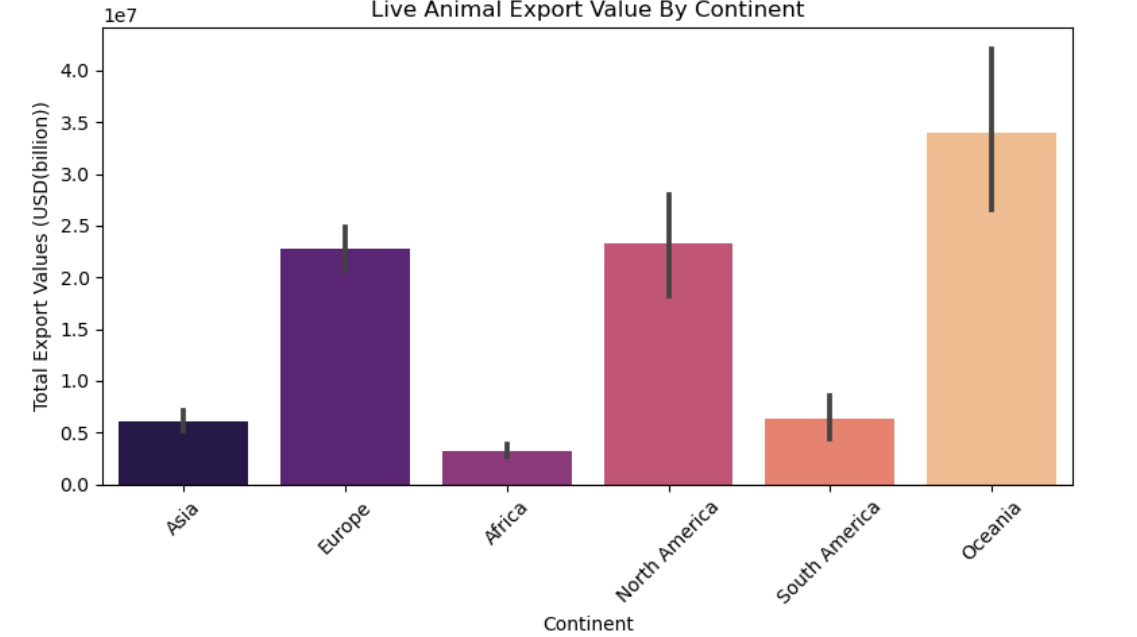 Live Animal Export Value By Continent
1e7
Total Export Values (USD(billion))
4.0
3.5
3.0
2.5
2.0
1.5
1.0
0.5
0.0
Asia
Europe
Africa
North America
South America
Oceania
Continent